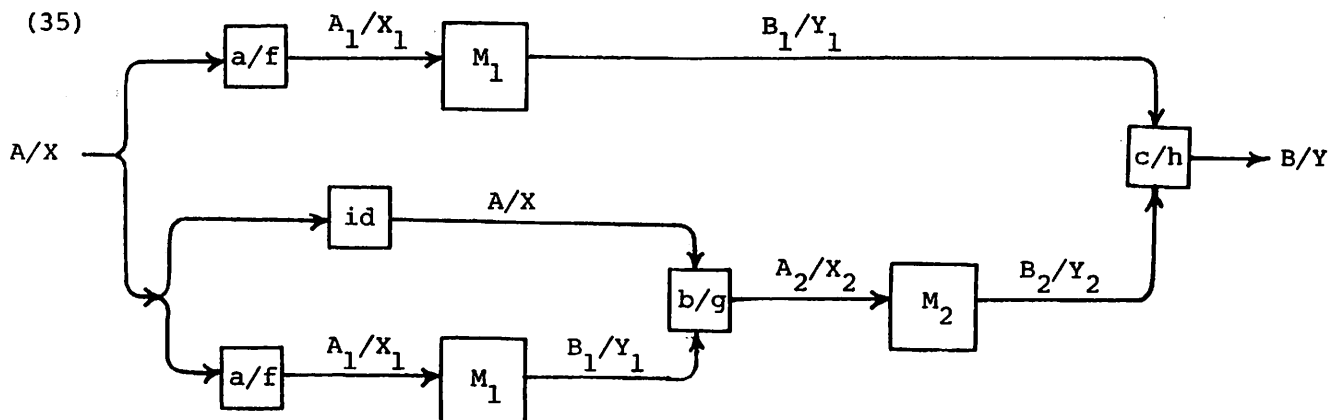 (35)
a/f
A₁/X₁
M₁
B₁/Y₁
A/X
c/h
B/Y
id
A/X
b/g
A₂/X₂
M₂
B₂/Y₂
a/f
A₁/X₁
M₁
B₁/Y₁